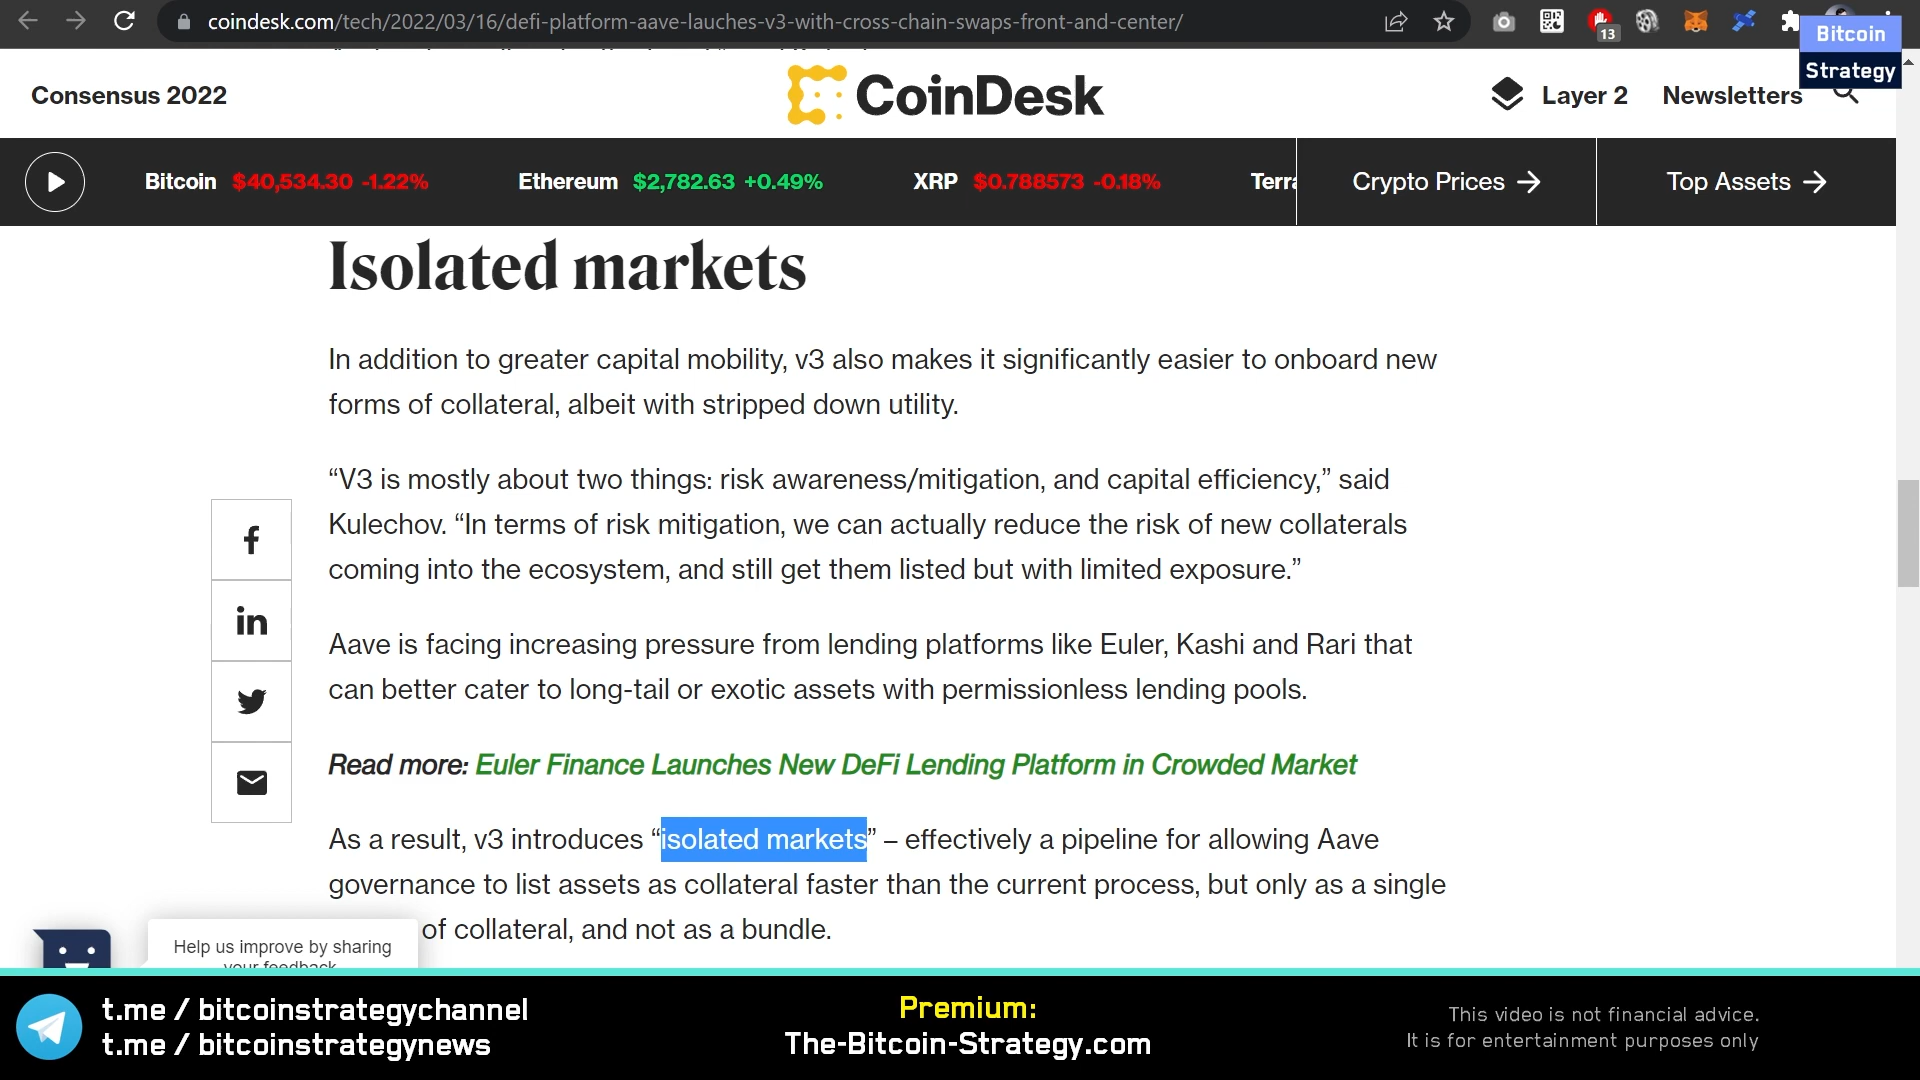 coindesk.com/tech/2022/03/16/defi-platform-aave-lauches-v3-with-cross-chain-swaps-front-and-center/
13
Bitcoin
Strategy
Consensus 2022
CoinDesk
Layer 2
Newsletters
Bitcoin $40,534.30 -1.22%
Ethereum $2,782.63 +0.49%
XRP $0.788573 -0.18%
Terra
Crypto Prices →
Top Assets →
Isolated markets
In addition to greater capital mobility, v3 also makes it significantly easier to onboard new
forms of collateral, albeit with stripped down utility.
“V3 is mostly about two things: risk awareness/mitigation, and capital efficiency,” said
Kulechov. “In terms of risk mitigation, we can actually reduce the risk of new collaterals
coming into the ecosystem, and still get them listed but with limited exposure.”
Aave is facing increasing pressure from lending platforms like Euler, Kashi and Rari that
can better cater to long-tail or exotic assets with permissionless lending pools.
Read more: Euler Finance Launches New DeFi Lending Platform in Crowded Market
As a result, v3 introduces “isolated markets” – effectively a pipeline for allowing Aave
governance to list assets as collateral faster than the current process, but only as a single
of collateral, and not as a bundle.
Help us improve by sharing
your feedback
t.me / bitcoinstrategychannel
t.me / bitcoinstrategynews
Premium:
The-Bitcoin-Strategy.com
This video is not financial advice.
It is for entertainment purposes only